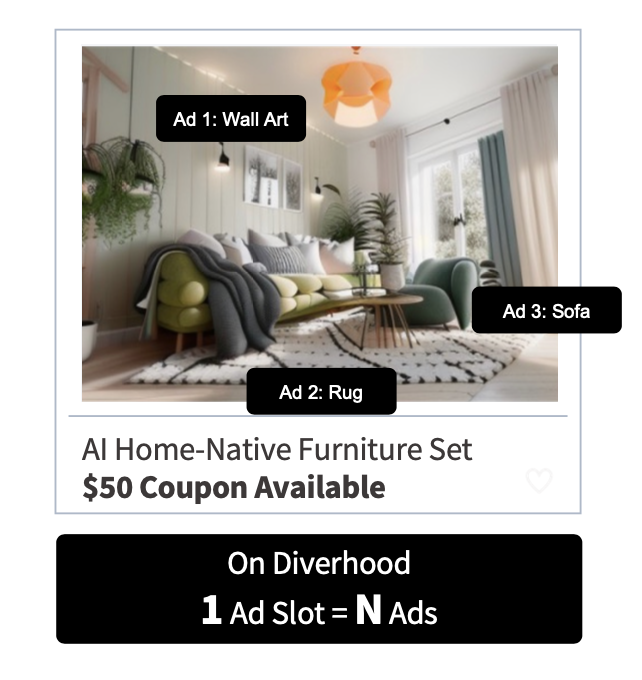 Ad 1: Wall Art
Ad 3: Sofa
Ad 2: Rug
AI Home-Native Furniture Set
$50 Coupon Available
On Diverhood
1 Ad Slot = N Ads